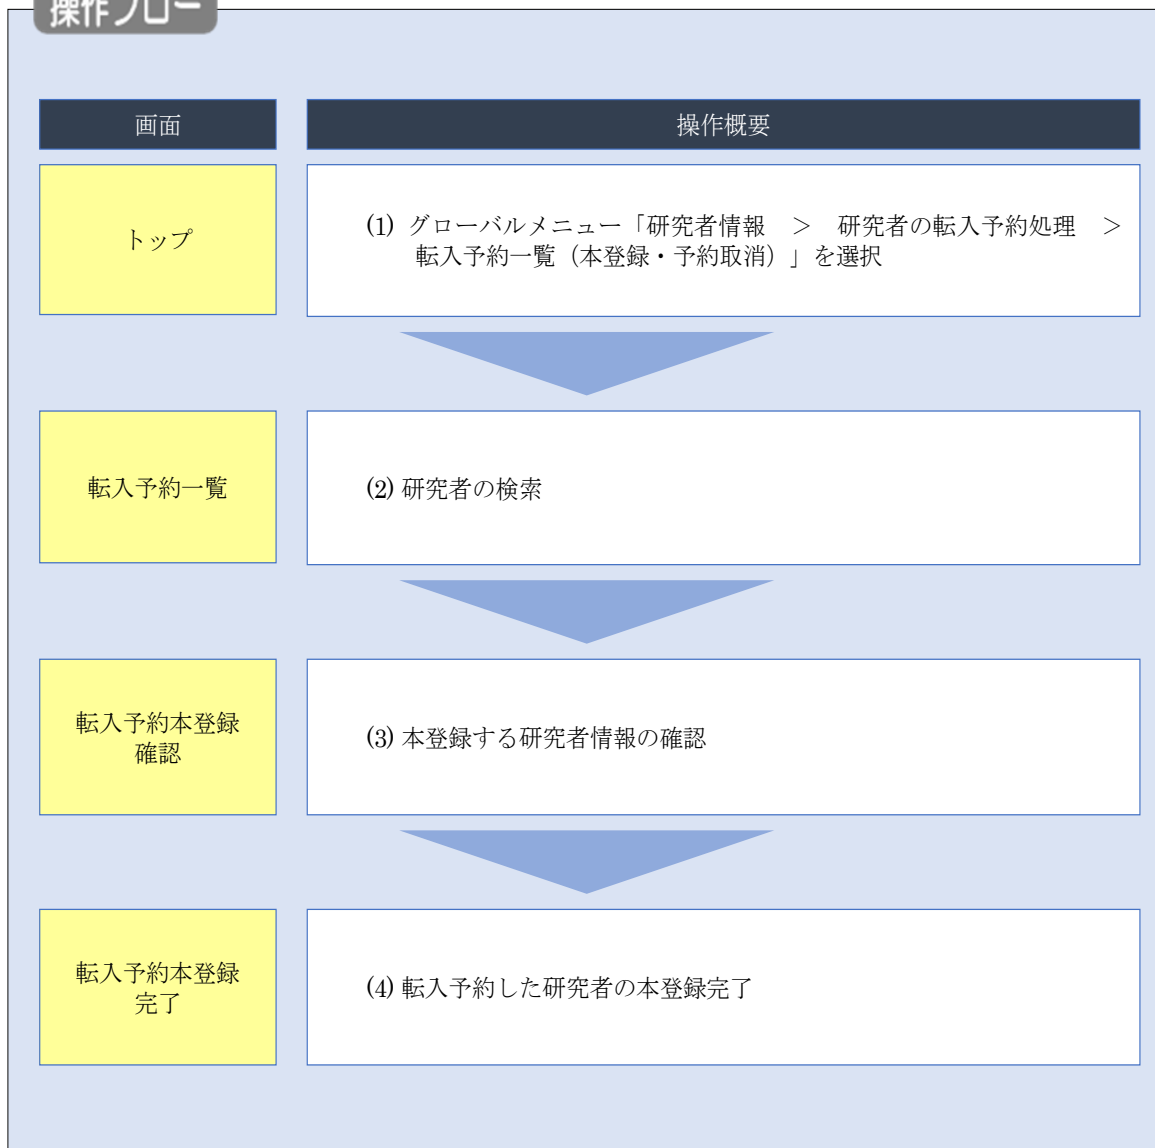 操作フロー
画面
操作概要
トップ
(1) グローバルメニュー「研究者情報　＞　研究者の転入予約処理　＞
転入予約一覧（本登録・予約取消）」を選択
転入予約一覧
(2) 研究者の検索
転入予約本登録
確認
(3) 本登録する研究者情報の確認
転入予約本登録
完了
(4) 転入予約した研究者の本登録完了